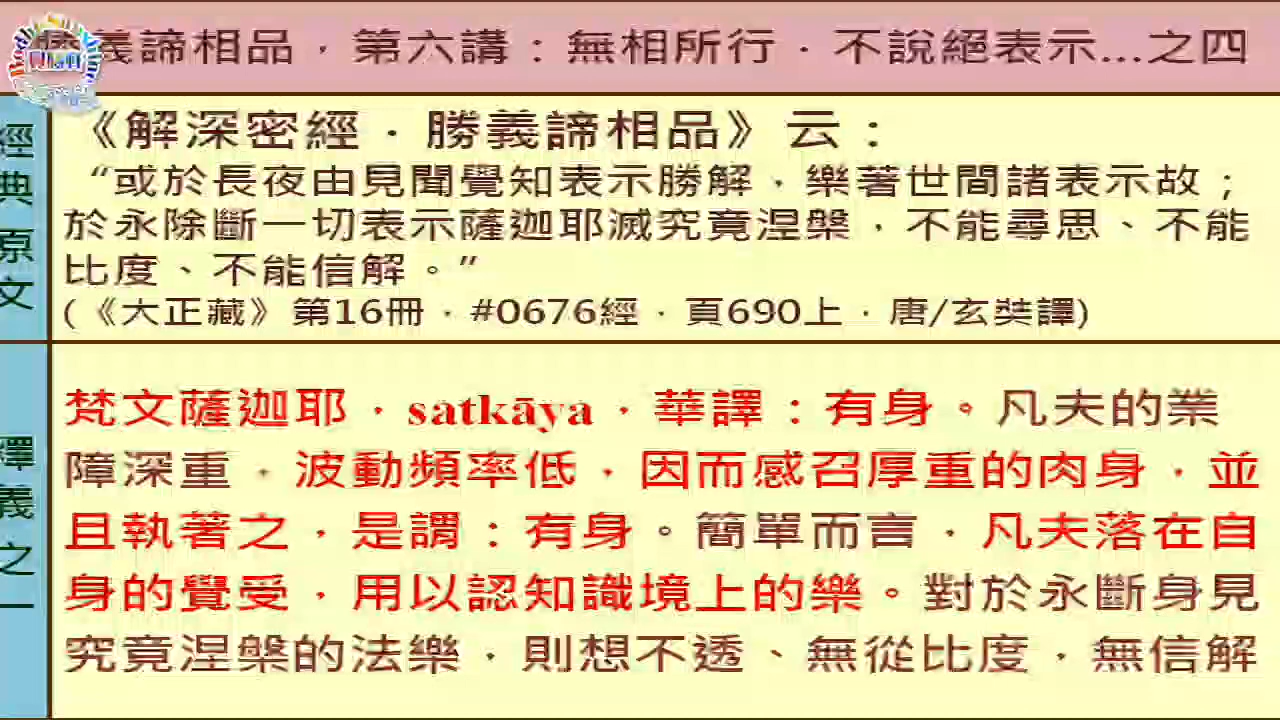 義諦相品，第六講：無相所行．不說絕表示...之四
經典原文
《解深密經．勝義諦相品》云：
“或於長夜由見聞覺知表示勝解，樂著世間諸表示故；
於永除斷一切表示薩迦耶滅究竟涅槃，不能尋思、不能
比度、不能信解。”
(《大正藏》第16冊，#0676經，頁690上，唐/玄奘譯)
釋義之一
梵文薩迦耶，satkāya，華譯：有身。凡夫的業
障深重，波動頻率低，因而感召厚重的肉身，並
且執著之，是謂：有身。簡單而言，凡夫落在自
身的覺受，用以認知識境上的樂。對於永斷身見
究竟涅槃的法樂，則想不透、無從比度，無信解